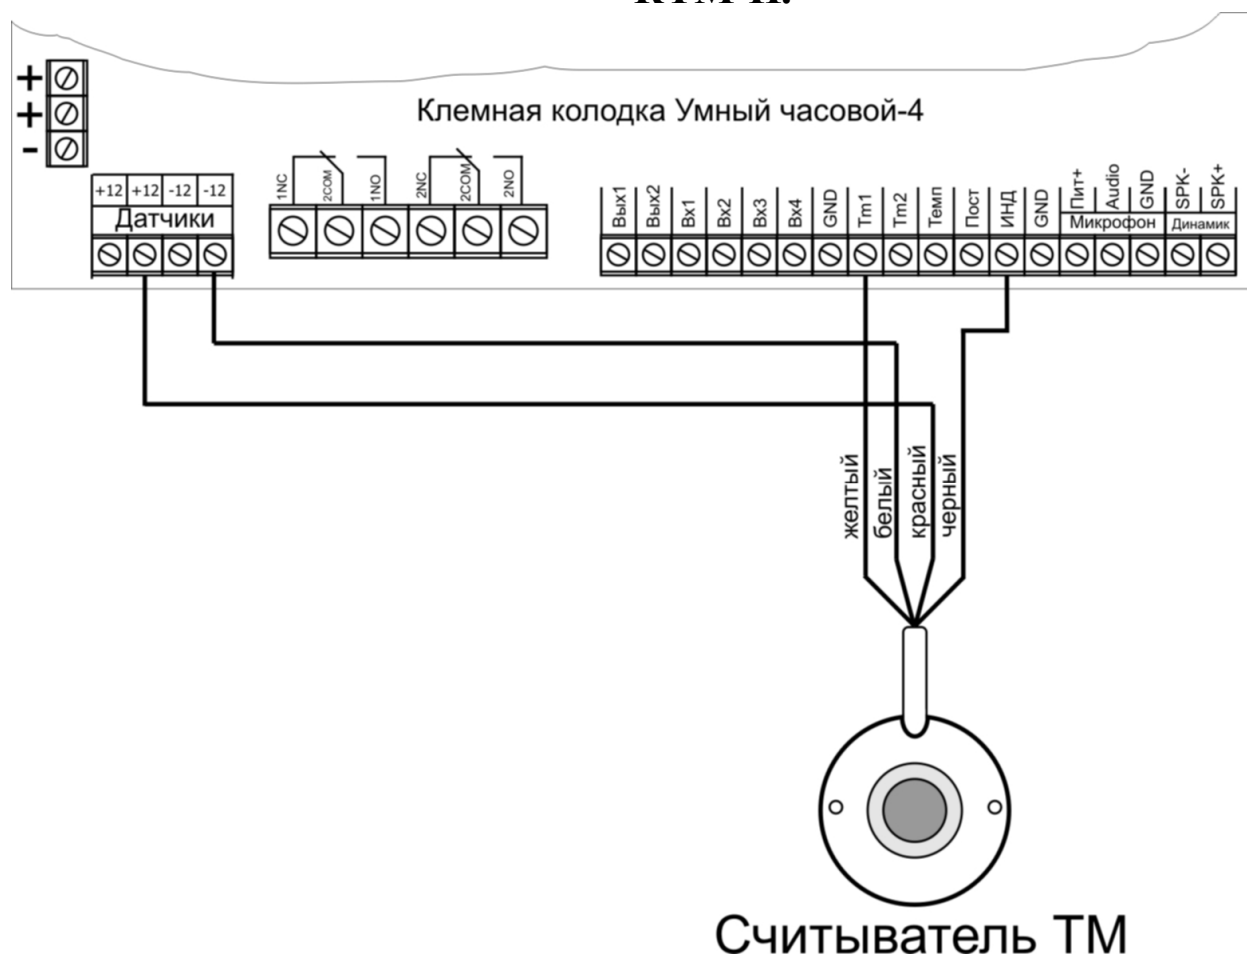 +
+
-
Клемная колодка Умный часовой-4
+12 +12 -12 -12
Датчики
1NC 2COM 1NO 2NC 2COM 2NO
Вых1 Вых2 Вх1 Вх2 Вх3 Вх4 GND Tm1 Tm2 Темп Пост ИНД GND Пит+ Audio GND SPK- SPK+
Микрофон Динамик
желтый
белый
красный
черный
Считыватель ТМ